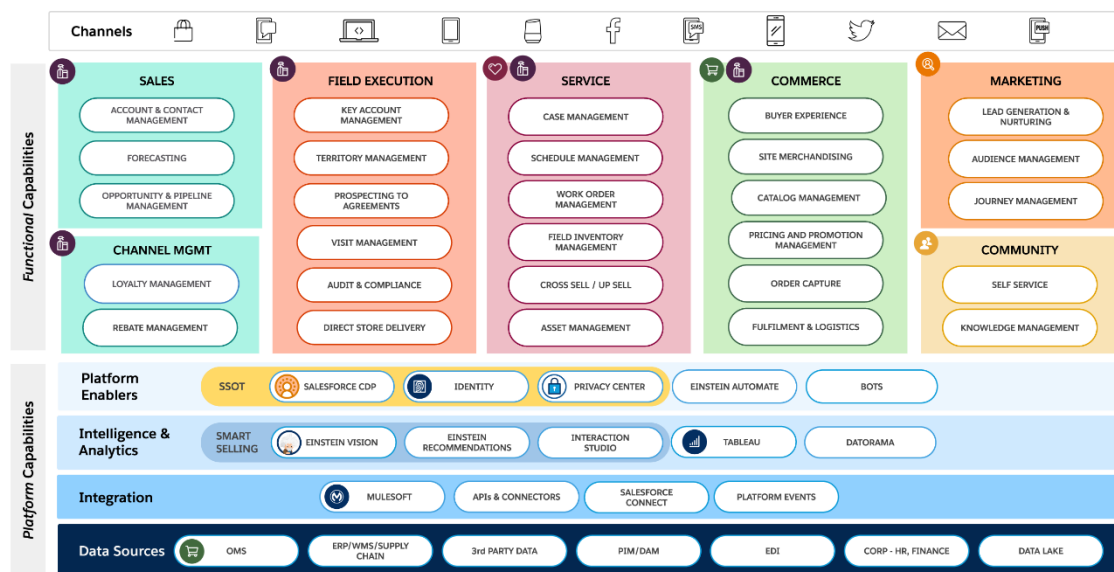 Channels
SMS
PUSH
Functional Capabilities
SALES
ACCOUNT & CONTACT
MANAGEMENT
FORECASTING
OPPORTUNITY & PIPELINE
MANAGEMENT
CHANNEL MGMT
LOYALTY MANAGEMENT
REBATE MANAGEMENT
FIELD EXECUTION
KEY ACCOUNT
MANAGEMENT
TERRITORY MANAGEMENT
PROSPECTING TO
AGREEMENTS
VISIT MANAGEMENT
AUDIT & COMPLIANCE
DIRECT STORE DELIVERY
SERVICE
CASE MANAGEMENT
SCHEDULE MANAGEMENT
WORK ORDER
MANAGEMENT
FIELD INVENTORY
MANAGEMENT
CROSS SELL / UP SELL
ASSET MANAGEMENT
COMMERCE
BUYER EXPERIENCE
SITE MERCHANDISING
CATALOG MANAGEMENT
PRICING AND PROMOTION
MANAGEMENT
ORDER CAPTURE
FULFILMENT & LOGISTICS
MARKETING
LEAD GENERATION &
NURTURING
AUDIENCE MANAGEMENT
JOURNEY MANAGEMENT
COMMUNITY
SELF SERVICE
KNOWLEDGE MANAGEMENT
Platform Capabilities
Platform
Enablers
SSOT
SALESFORCE CDP
IDENTITY
PRIVACY CENTER
EINSTEIN AUTOMATE
BOTS
Intelligence &
Analytics
SMART
SELLING
EINSTEIN VISION
EINSTEIN
RECOMMENDATIONS
INTERACTION
STUDIO
TABLEAU
DATORAMA
Integration
MULESOFT
APIs & CONNECTORS
SALESFORCE
CONNECT
PLATFORM EVENTS
Data Sources
OMS
ERP/WMS/SUPPLY
CHAIN
3rd PARTY DATA
PIM/DAM
EDI
CORP - HR, FINANCE
DATA LAKE